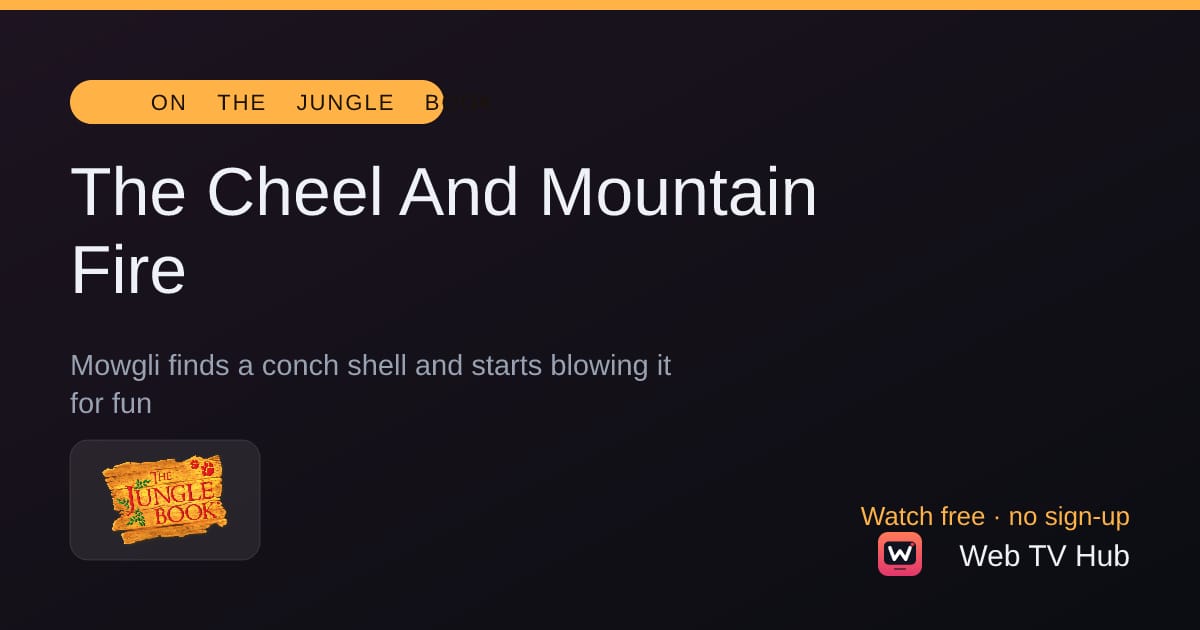 ON THE JUNGLE BOOK
The Cheel And Mountain
Fire
Mowgli finds a conch shell and starts blowing it
for fun
THE
JUNGLE
BOOK
Watch free · no sign-up
W
Web TV Hub